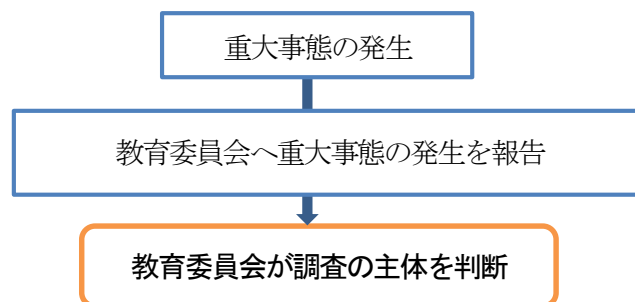 重大事態の発生
教育委員会へ重大事態の発生を報告
教育委員会が調査の主体を判断